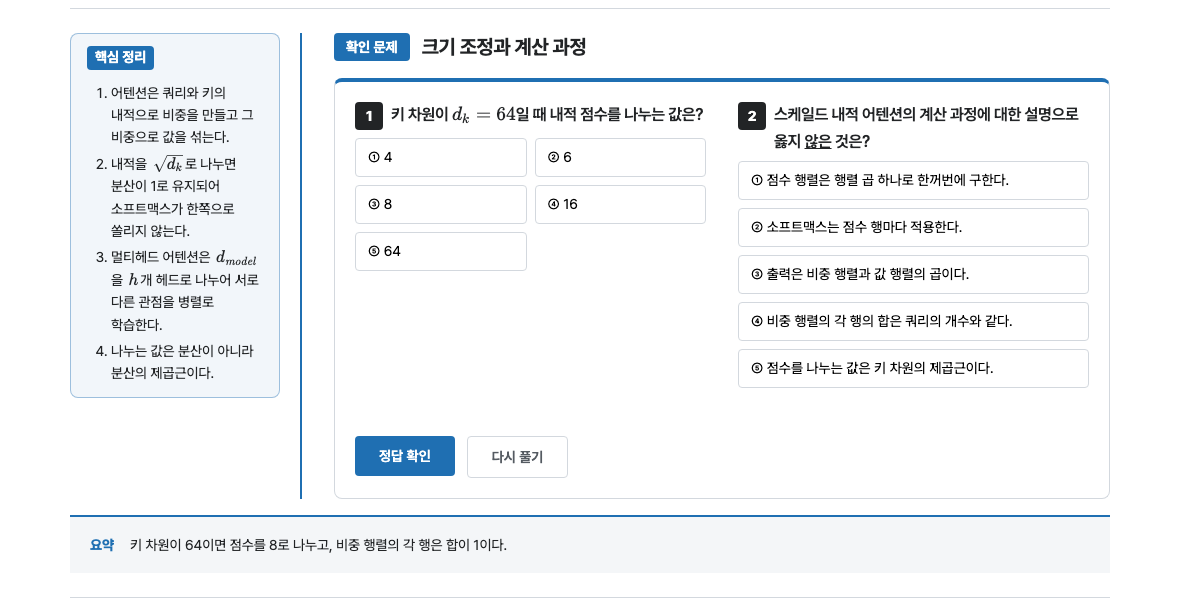 핵심 정리
1. 어텐션은 쿼리와 키의
내적으로 비중을 만들고 그
비중으로 값을 섞는다.
2. 내적을 √d_k 로 나누면
분산이 1로 유지되어
소프트맥스가 한쪽으로
쏠리지 않는다.
3. 멀티헤드 어텐션은 d_model
을 h개 헤드로 나누어 서로
다른 관점을 병렬로
학습한다.
4. 나누는 값은 분산이 아니라
분산의 제곱근이다.
확인 문제 크기 조정과 계산 과정
1 키 차원이 d_k = 64일 때 내적 점수를 나누는 값은?
① 4
② 6
③ 8
④ 16
⑤ 64
2 스케일드 내적 어텐션의 계산 과정에 대한 설명으로
옳지 않은 것은?
① 점수 행렬은 행렬 곱 하나로 한꺼번에 구한다.
② 소프트맥스는 점수 행마다 적용한다.
③ 출력은 비중 행렬과 값 행렬의 곱이다.
④ 비중 행렬의 각 행의 합은 쿼리의 개수와 같다.
⑤ 점수를 나누는 값은 키 차원의 제곱근이다.
정답 확인
다시 풀기
요약 키 차원이 64이면 점수를 8로 나누고, 비중 행렬의 각 행은 합이 1이다.